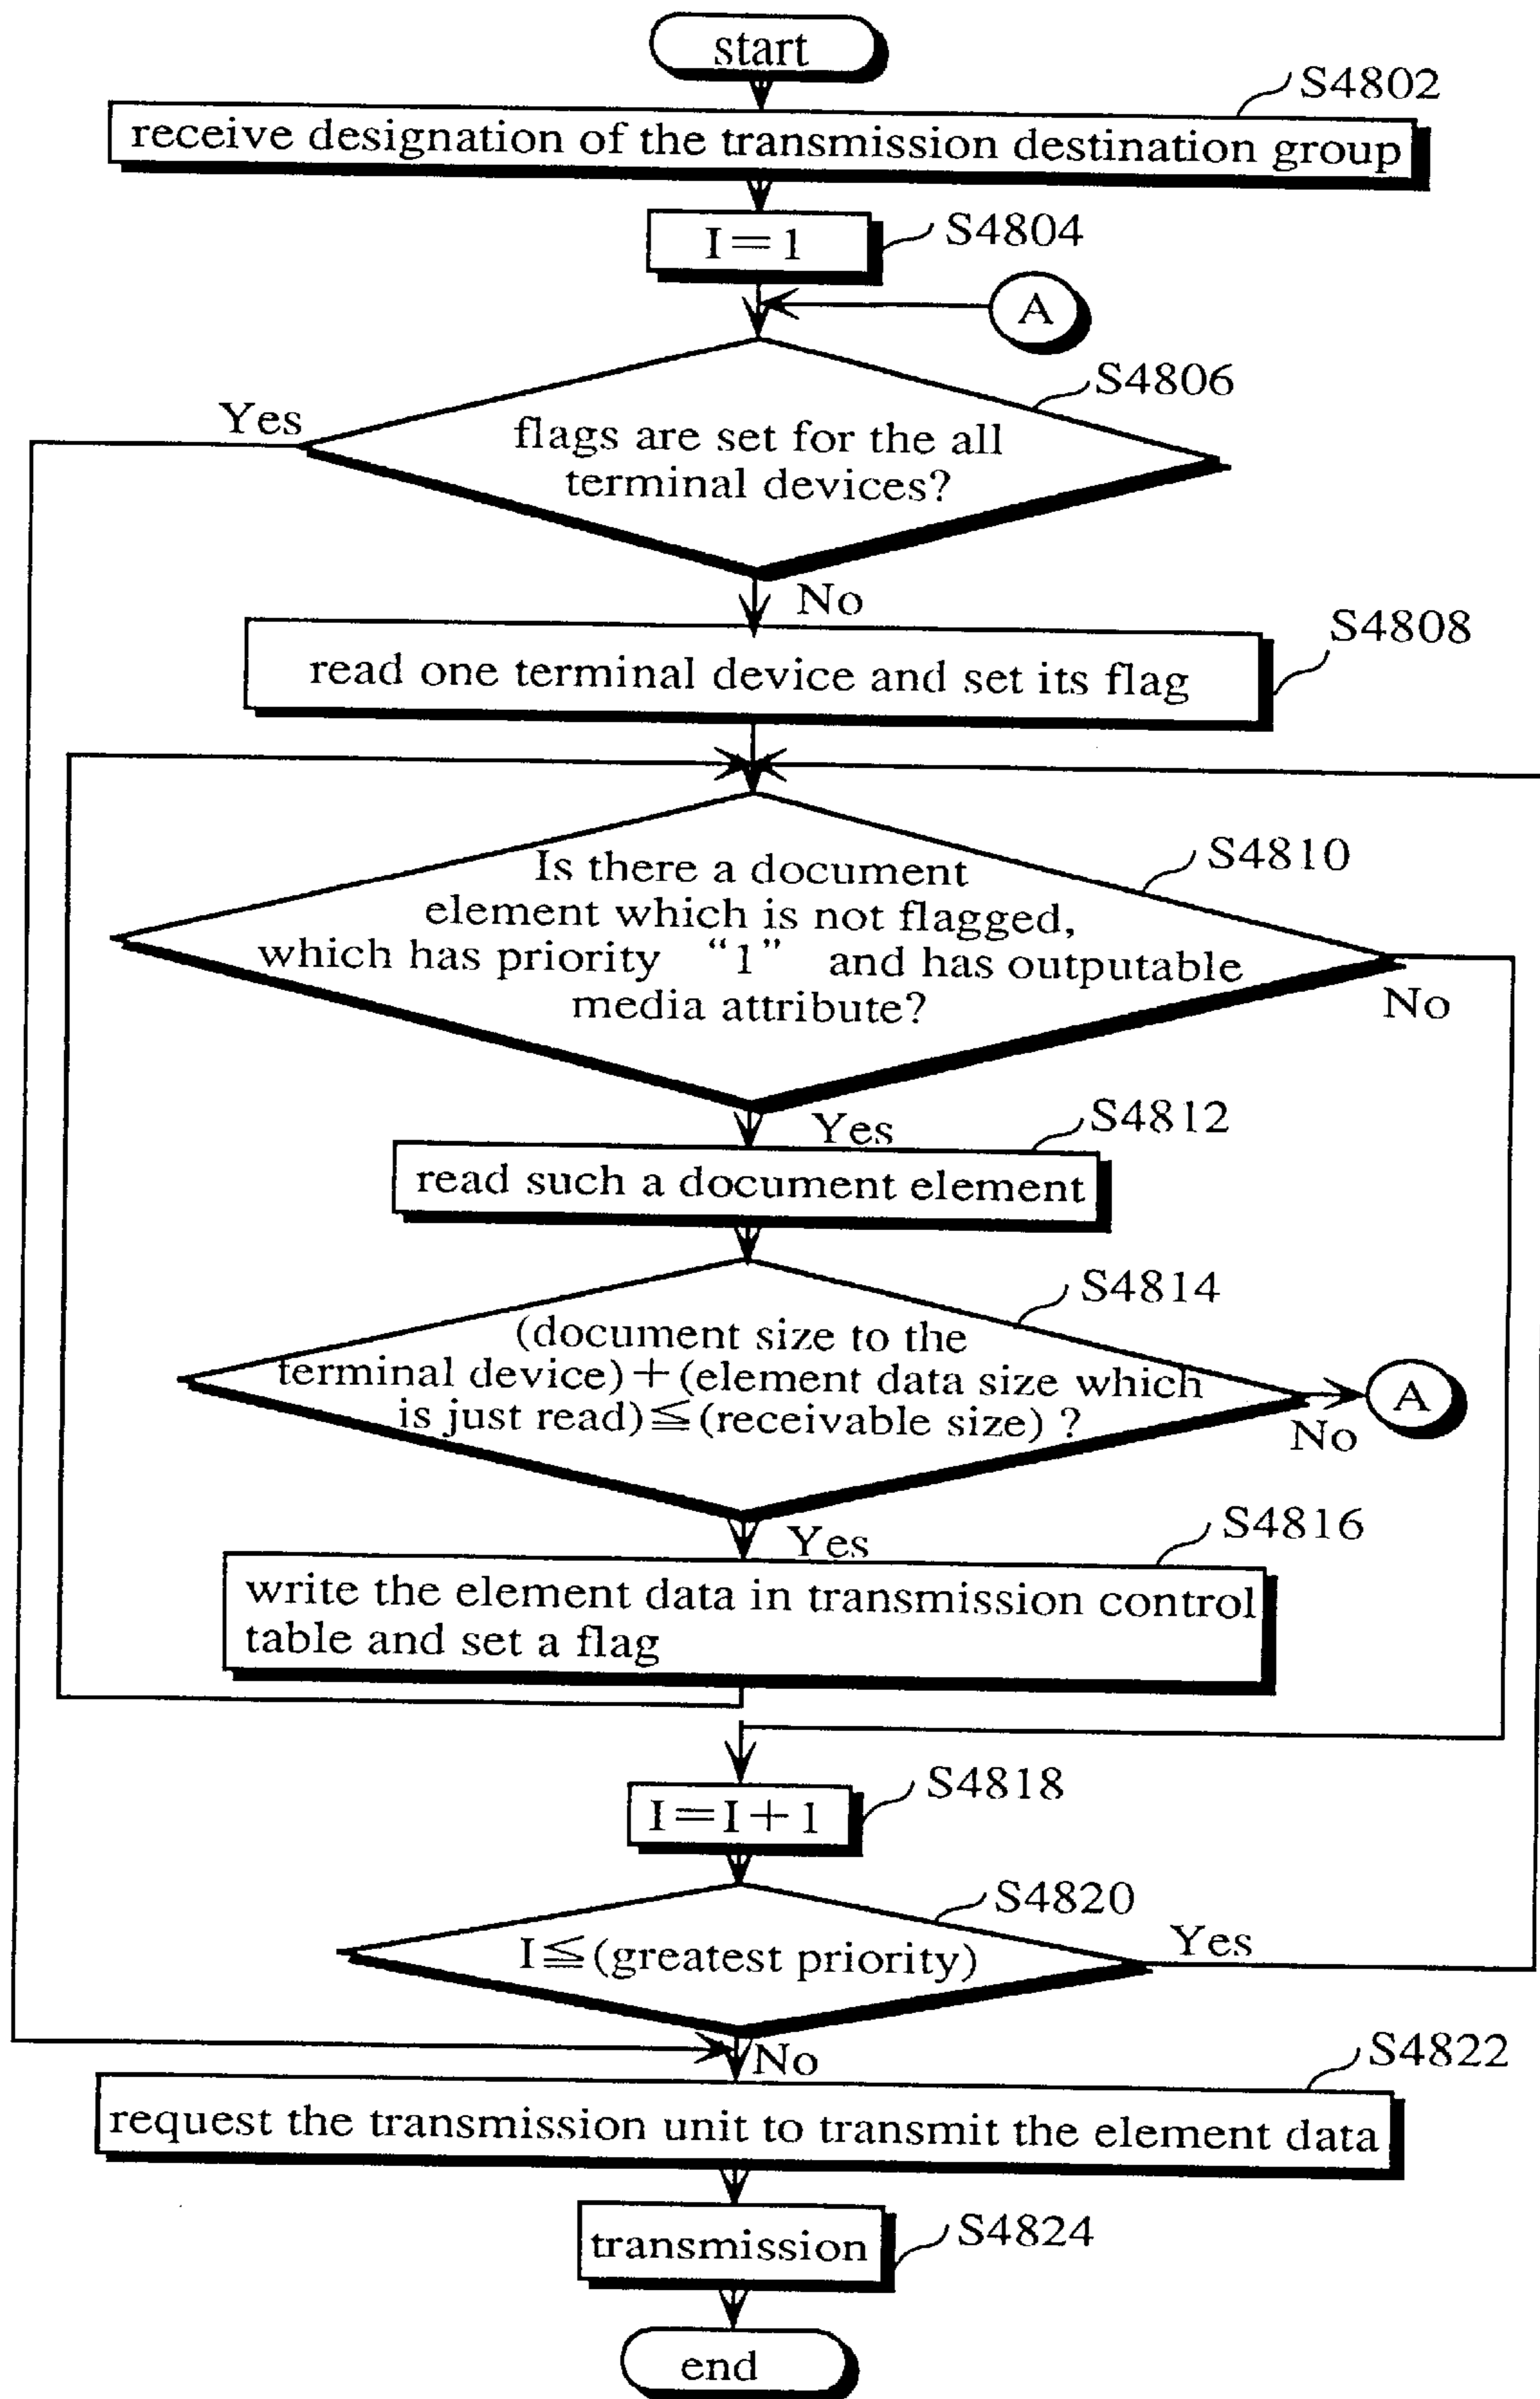 start
S4802
receive designation of the transmission destination group
I=1
S4804
A
S4806
Yes
flags are set for the all
terminal devices?
No
S4808
read one terminal device and set its flag
S4810
Is there a document
element which is not flagged,
which has priority “1” and has outputable
media attribute?
No
Yes
S4812
read such a document element
S4814
(document size to the
terminal device)+(element data size which
is just read)≦(receivable size) ?
A
No
Yes
S4816
write the element data in transmission control
table and set a flag
S4818
I=I+1
S4820
I≦(greatest priority)
Yes
No
S4822
request the transmission unit to transmit the element data
transmission
S4824
end